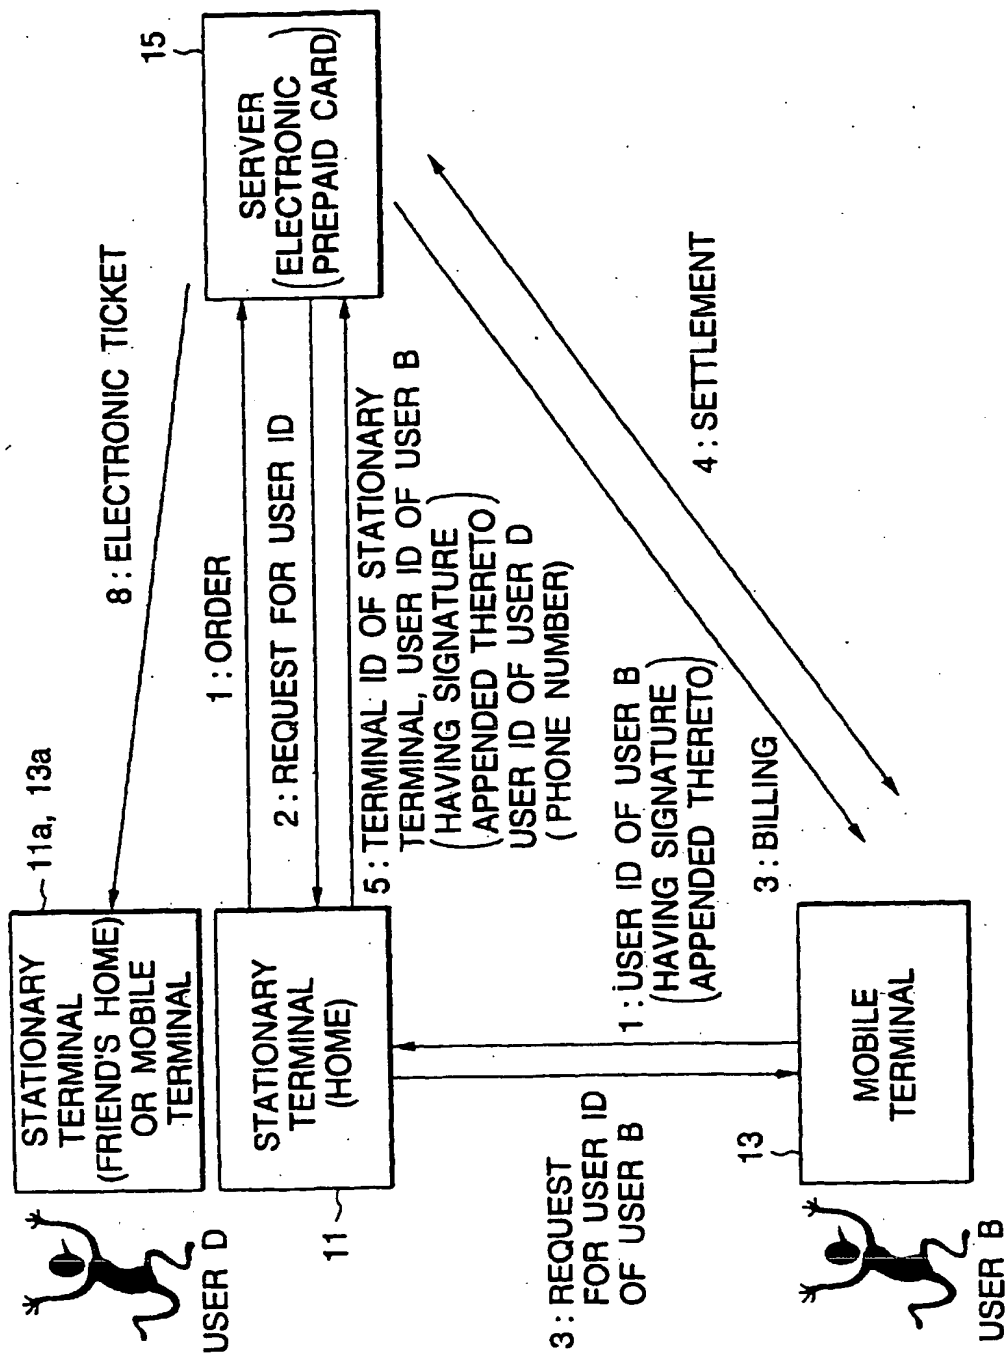 STATIONARY
TERMINAL
(FRIEND'S HOME)
OR MOBILE
TERMINAL
11a, 13a
USER D
8 : ELECTRONIC TICKET
15
SERVER
(ELECTRONIC
PREPAID CARD)
1 : ORDER
2 : REQUEST FOR USER ID
5 : TERMINAL ID OF STATIONARY
TERMINAL, USER ID OF USER B
(HAVING SIGNATURE
APPENDED THERETO)
USER ID OF USER D
(PHONE NUMBER)
STATIONARY
TERMINAL
(HOME)
11
3 : REQUEST
FOR USER ID
OF USER B
1 : USER ID OF USER B
(HAVING SIGNATURE
APPENDED THERETO)
3 : BILLING
4 : SETTLEMENT
13
MOBILE
TERMINAL
USER B